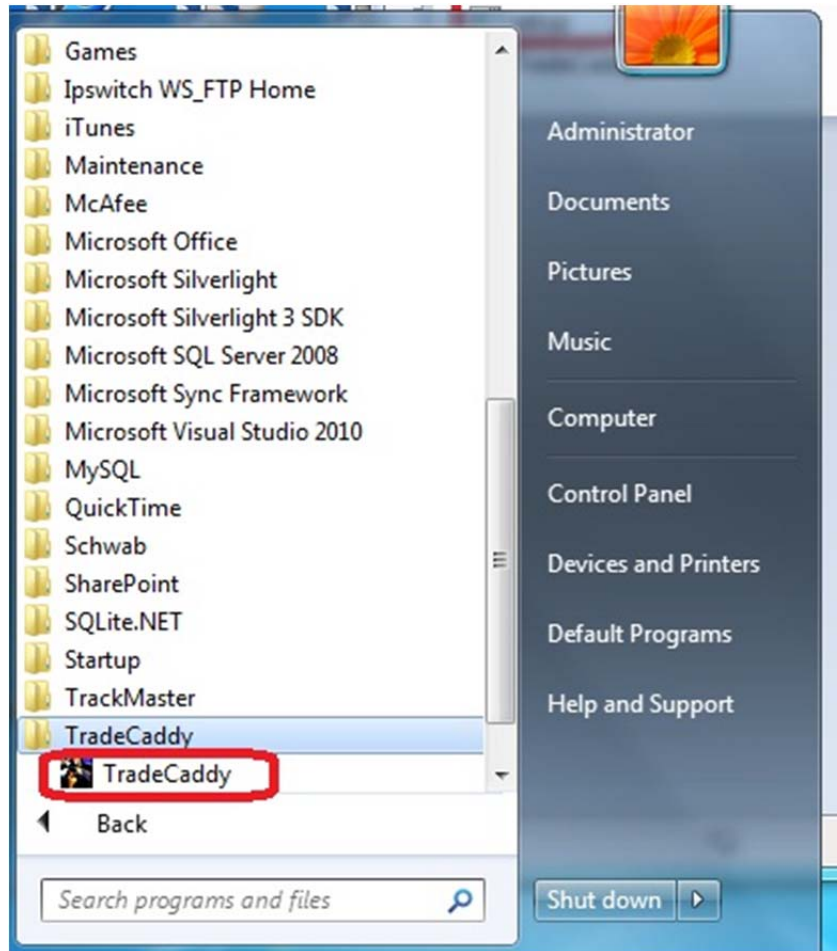 Games
Ipswitch WS_FTP Home
iTunes
Maintenance
McAfee
Microsoft Office
Microsoft Silverlight
Microsoft Silverlight 3 SDK
Microsoft SQL Server 2008
Microsoft Sync Framework
Microsoft Visual Studio 2010
MySQL
QuickTime
Schwab
SharePoint
SQLite.NET
Startup
TrackMaster
TradeCaddy
TradeCaddy
Back
Search programs and files
Administrator
Documents
Pictures
Music
Computer
Control Panel
Devices and Printers
Default Programs
Help and Support
Shut down